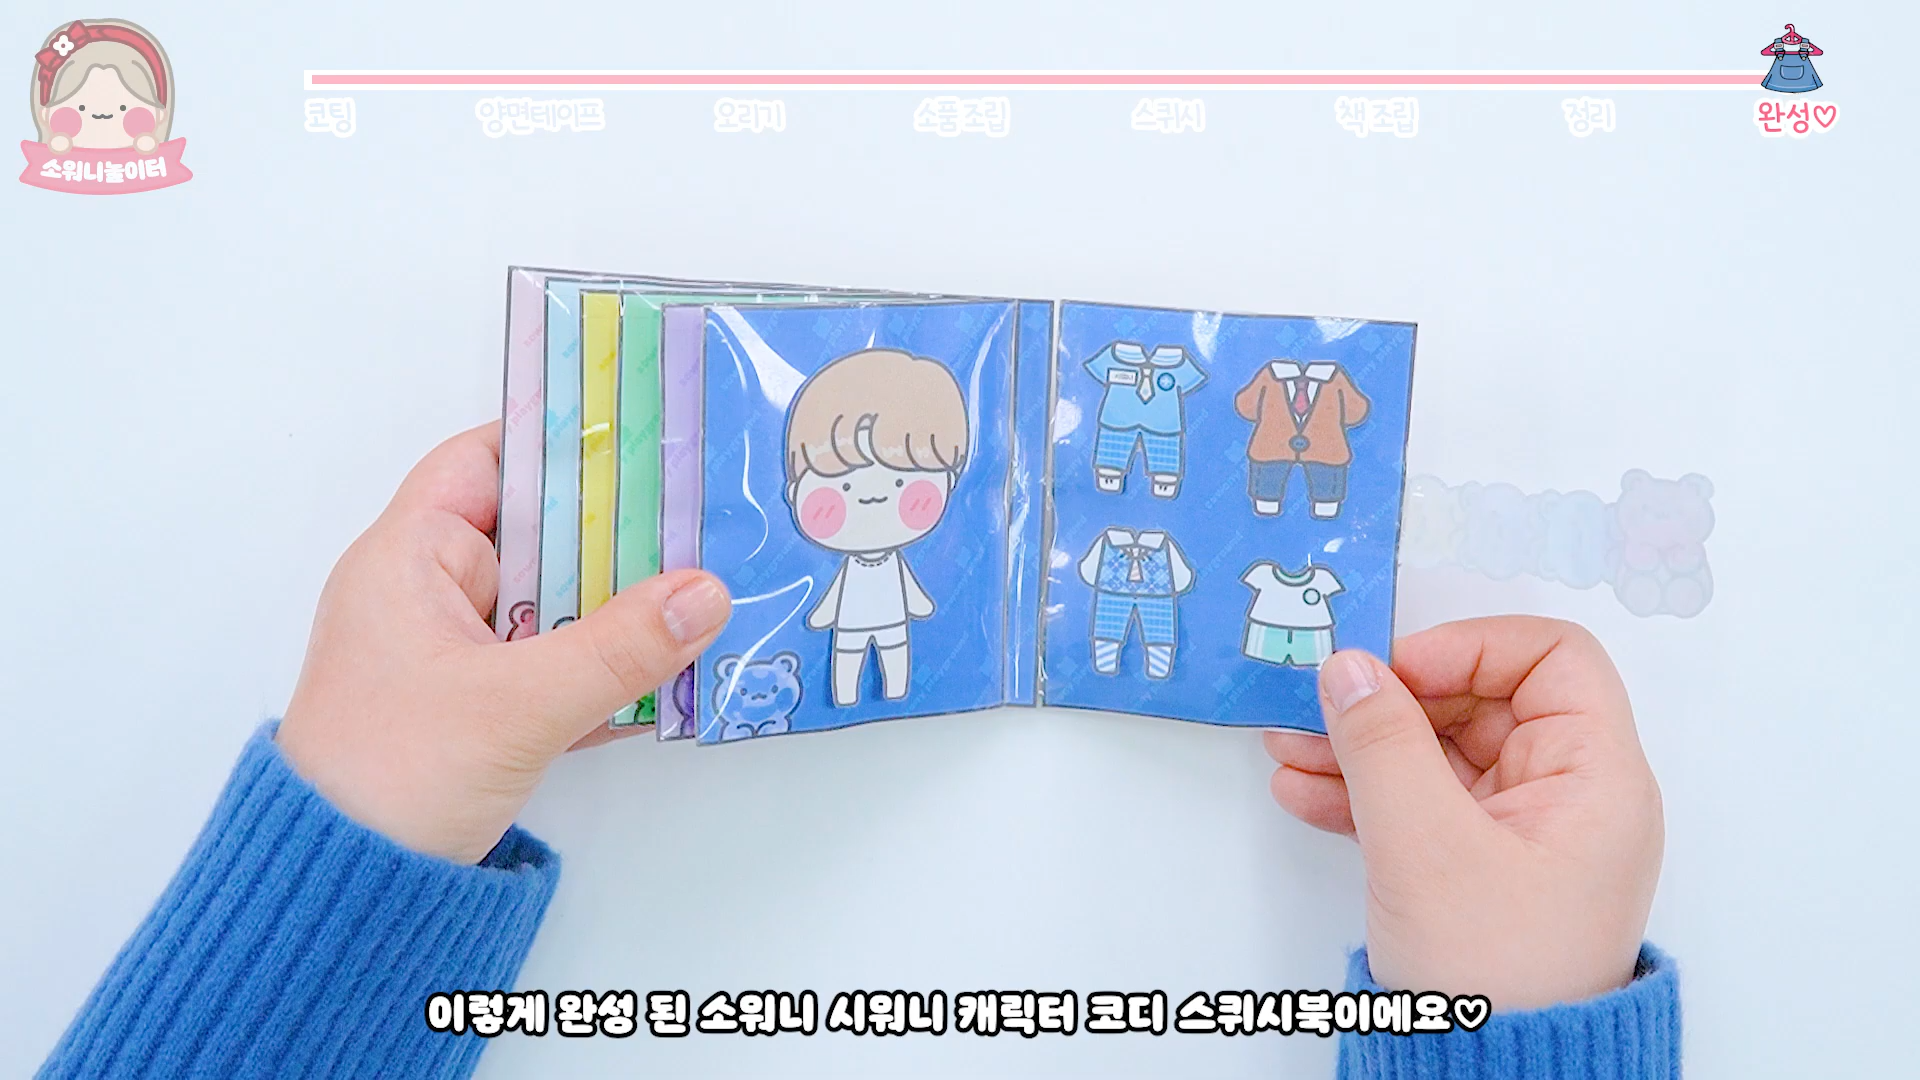 소워니놀이터
코팅
양면테이프
오리기
소품조립
스퀴시
책 조립
정리
완성♡
이렇게 완성 된 소워니 시워니 캐릭터 코디 스퀴시북이에요♡